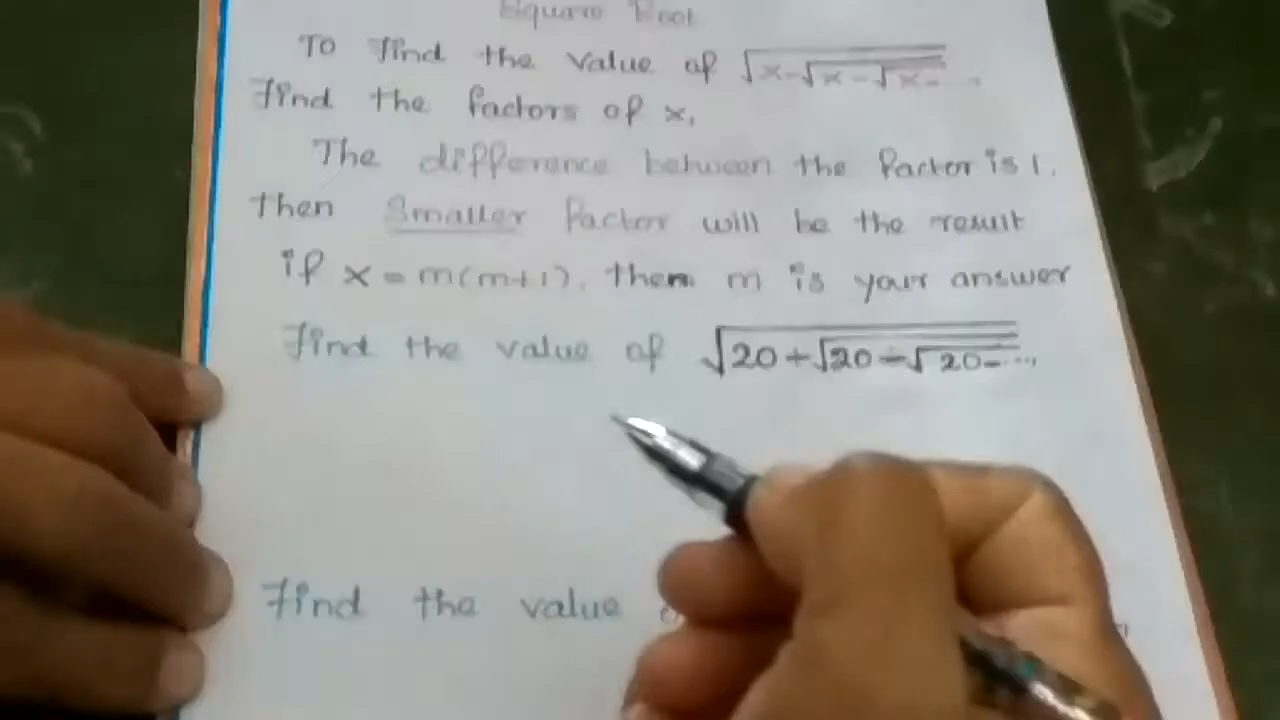 Square Root
To Find the value of √x-√x-√x-...
Find the factors of x,
The difference between the factor is 1.
Then Smaller factor will be the result
if x = m(m+1), then m is your answer
Find the value of √20+√20-√20-....
Find the value